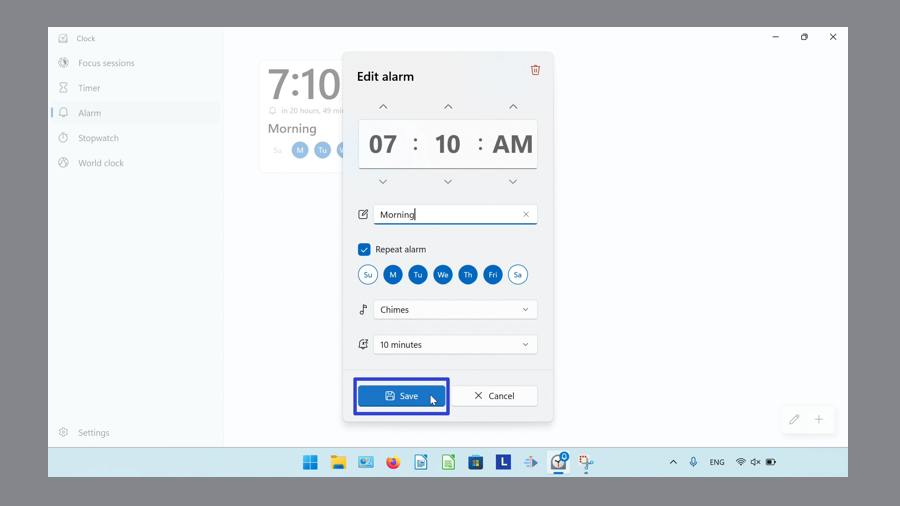 Clock
Focus sessions
Timer
Alarm
Stopwatch
World clock
Settings
7:10
in 20 hours, 49 mi
Morning
Su M Tu
Edit alarm
07 : 10 : AM
Morning
Repeat alarm
Su M Tu We Th Fri Sa
Chimes
10 minutes
Save Cancel
ENG